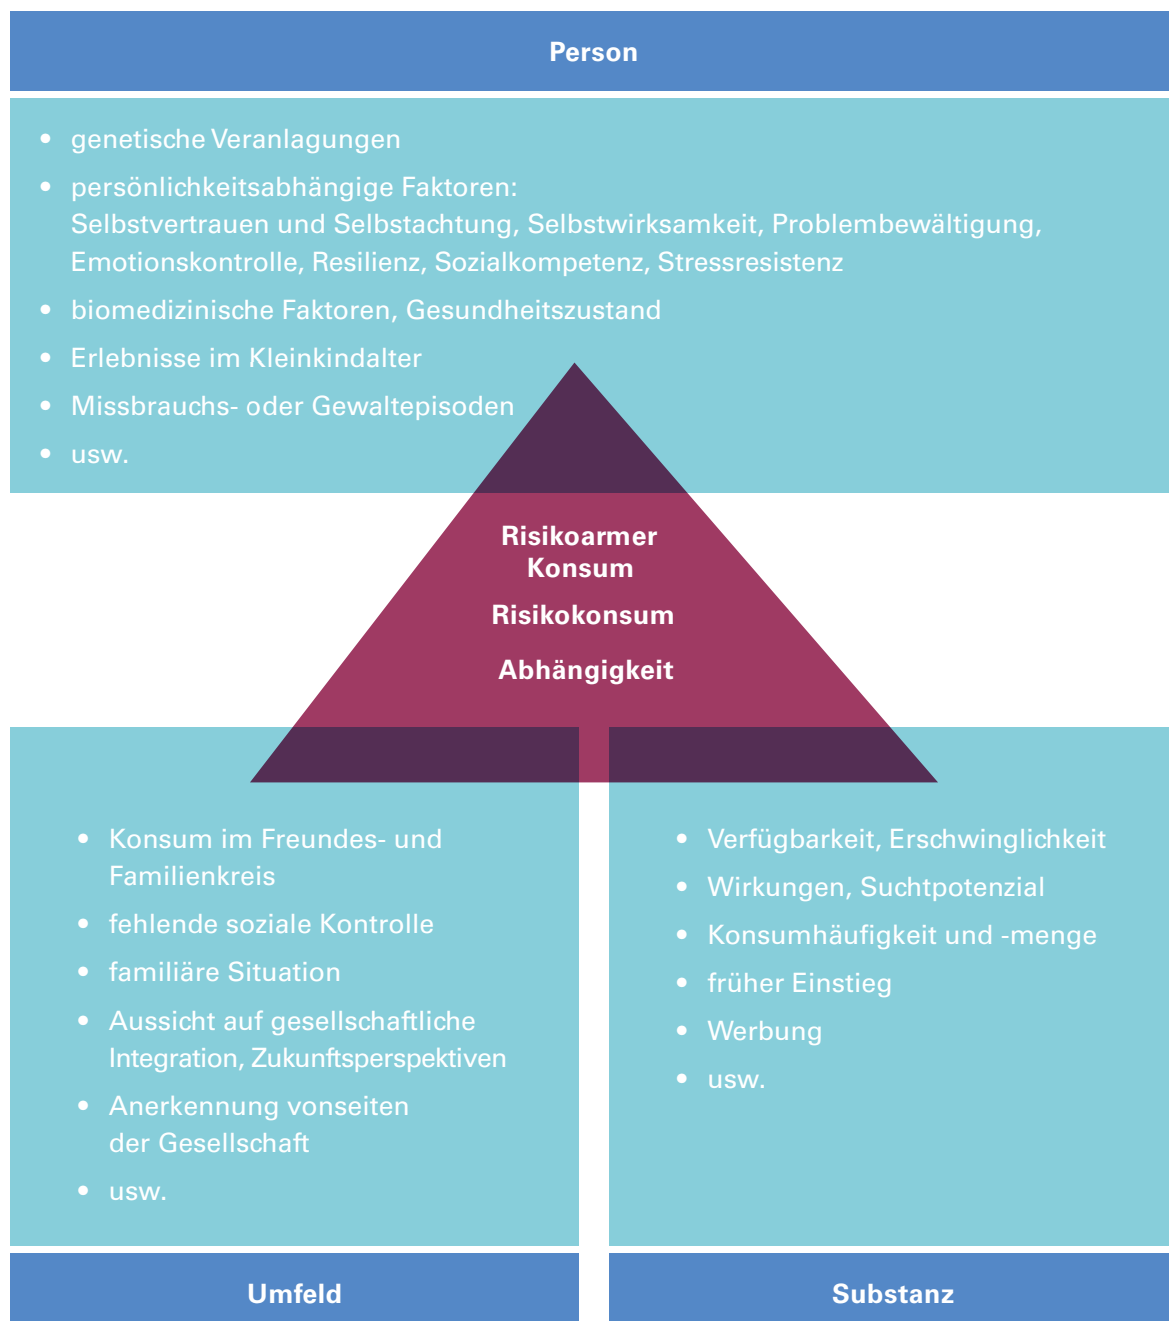 Person
• genetische Veranlagungen
• persönlichkeitsabhängige Faktoren:
Selbstvertrauen und Selbstachtung, Selbstwirksamkeit, Problembewältigung,
Emotionskontrolle, Resilienz, Sozialkompetenz, Stressresistenz
• biomedizinische Faktoren, Gesundheitszustand
• Erlebnisse im Kleinkindalter
• Missbrauchs- oder Gewaltepisoden
• usw.
Risikoarmer
Konsum
Risikokonsum
Abhängigkeit
• Konsum im Freundes- und
Familienkreis
• fehlende soziale Kontrolle
• familiäre Situation
• Aussicht auf gesellschaftliche
Integration, Zukunftsperspektiven
• Anerkennung vonseiten
der Gesellschaft
• usw.
Umfeld
• Verfügbarkeit, Erschwinglichkeit
• Wirkungen, Suchtpotenzial
• Konsumhäufigkeit und -menge
• früher Einstieg
• Werbung
• usw.
Substanz